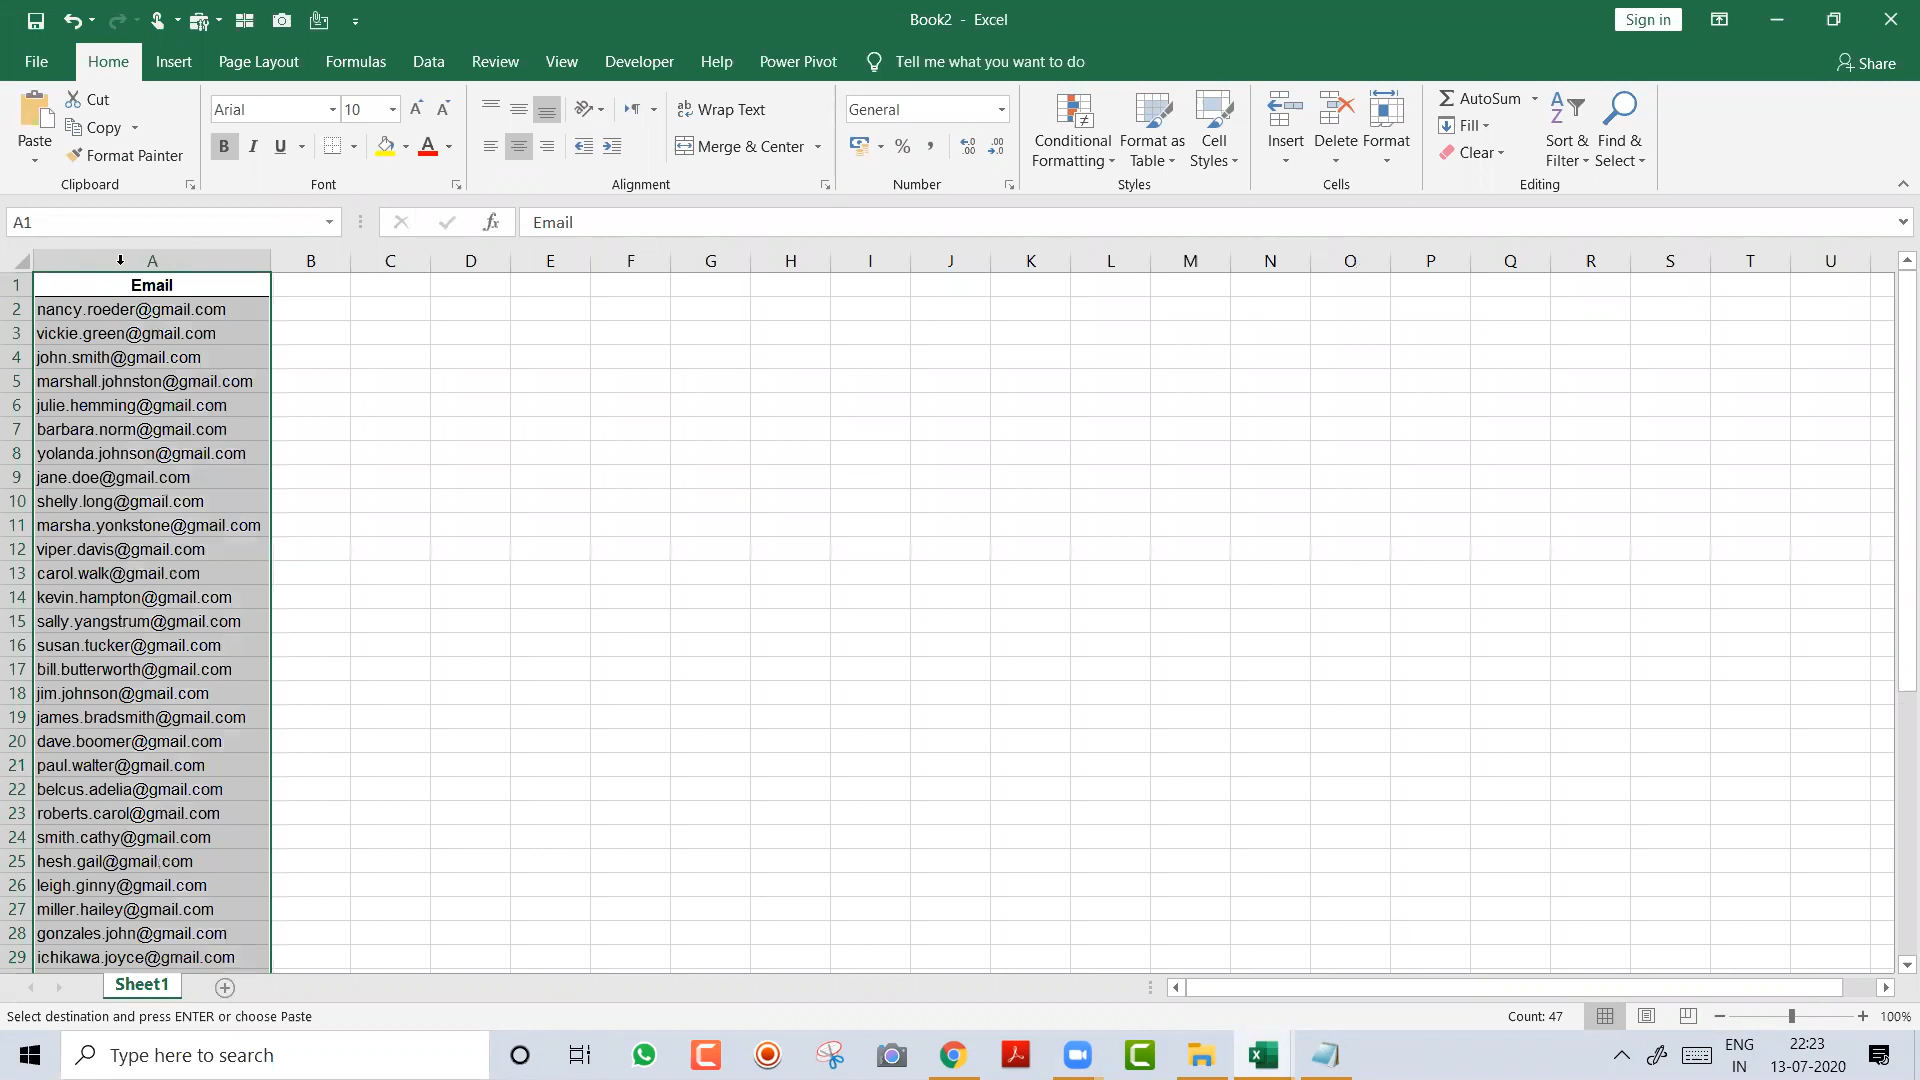 Book2 - Excel
Sign in
File Home Insert Page Layout Formulas Data Review View Developer Help Power Pivot Tell me what you want to do Share
Paste
Cut
Copy
Format Painter
Clipboard
Arial 10
B I U
A A
Font
Wrap Text
Merge & Center
Alignment
General
%
Number
Conditional Formatting
Format as Table
Cell Styles
Styles
Insert Delete Format
Cells
AutoSum
Fill
Clear
Sort & Filter
Find & Select
Editing
A1 fx Email
A B C D E F G H I J K L M N O P Q R S T U
1 Email
2 nancy.roeder@gmail.com
3 vickie.green@gmail.com
4 john.smith@gmail.com
5 marshall.johnston@gmail.com
6 julie.hemming@gmail.com
7 barbara.norm@gmail.com
8 yolanda.johnson@gmail.com
9 jane.doe@gmail.com
10 shelly.long@gmail.com
11 marsha.yonkstone@gmail.com
12 viper.davis@gmail.com
13 carol.walk@gmail.com
14 kevin.hampton@gmail.com
15 sally.yangstrum@gmail.com
16 susan.tucker@gmail.com
17 bill.butterworth@gmail.com
18 jim.johnson@gmail.com
19 james.bradsmith@gmail.com
20 dave.boomer@gmail.com
21 paul.walter@gmail.com
22 belcus.adelia@gmail.com
23 roberts.carol@gmail.com
24 smith.cathy@gmail.com
25 hesh.gail@gmail.com
26 leigh.ginny@gmail.com
27 miller.hailey@gmail.com
28 gonzales.john@gmail.com
29 ichikawa.joyce@gmail.com
Sheet1
Select destination and press ENTER or choose Paste Count: 47 100%
Type here to search
ENG
IN
22:23
13-07-2020